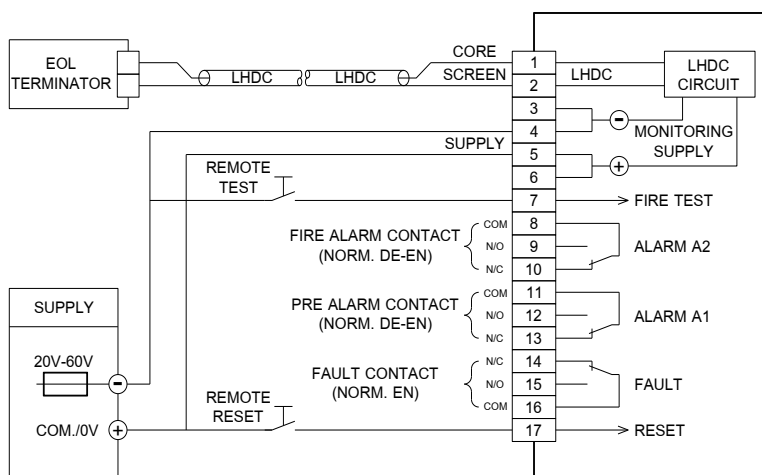 EOL
TERMINATOR
LHDC
LHDC
CORE
SCREEN
1
2
LHDC
LHDC
CIRCUIT
3
4
−
MONITORING
SUPPLY
SUPPLY
5
6
+
REMOTE
TEST
7
FIRE TEST
FIRE ALARM CONTACT
(NORM. DE-EN)
COM
8
N/O
9
N/C
10
ALARM A2
PRE ALARM CONTACT
(NORM. DE-EN)
COM
11
N/O
12
N/C
13
ALARM A1
FAULT CONTACT
(NORM. EN)
N/C
14
N/O
15
COM
16
FAULT
SUPPLY
20V-60V
−
COM./0V
+
REMOTE
RESET
17
RESET